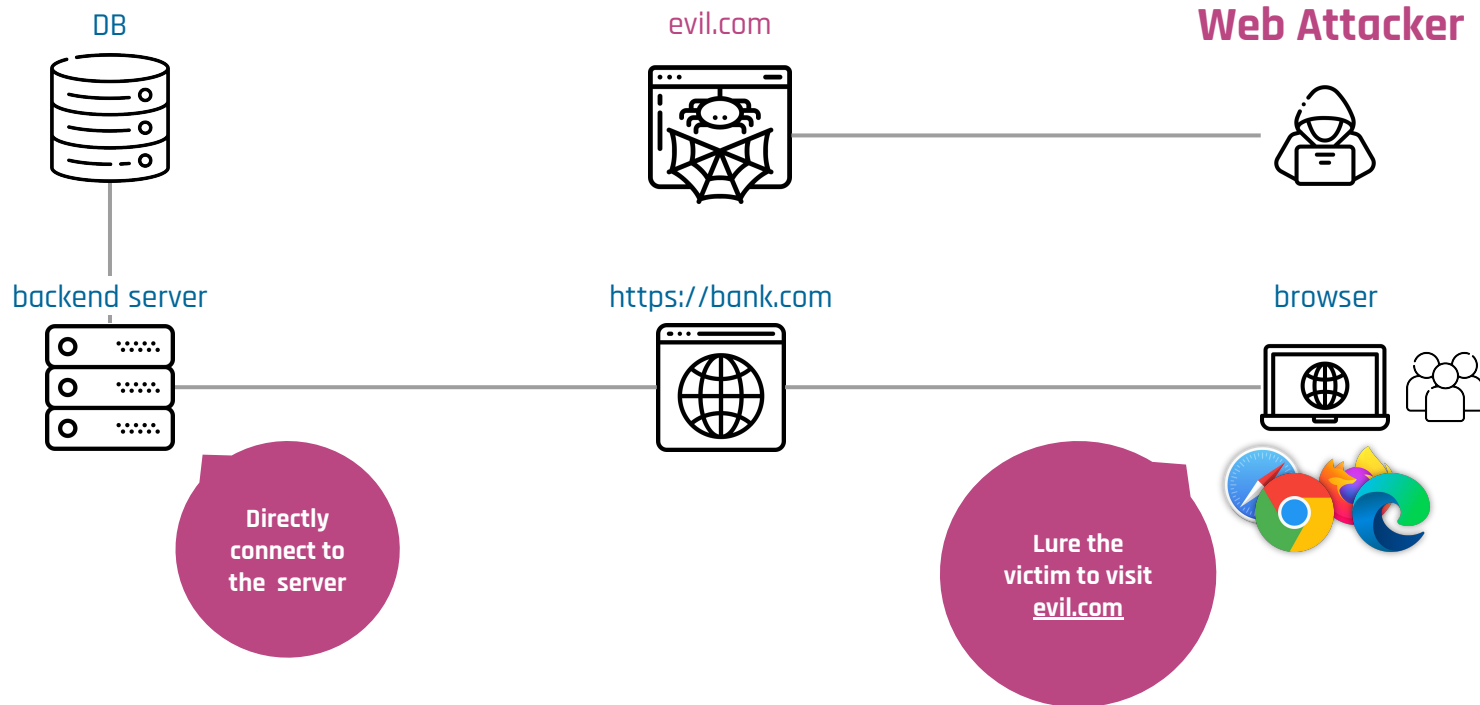 DB
evil.com
Web Attacker
backend server
https://bank.com
browser
Directly
connect to
the server
Lure the
victim to visit
evil.com